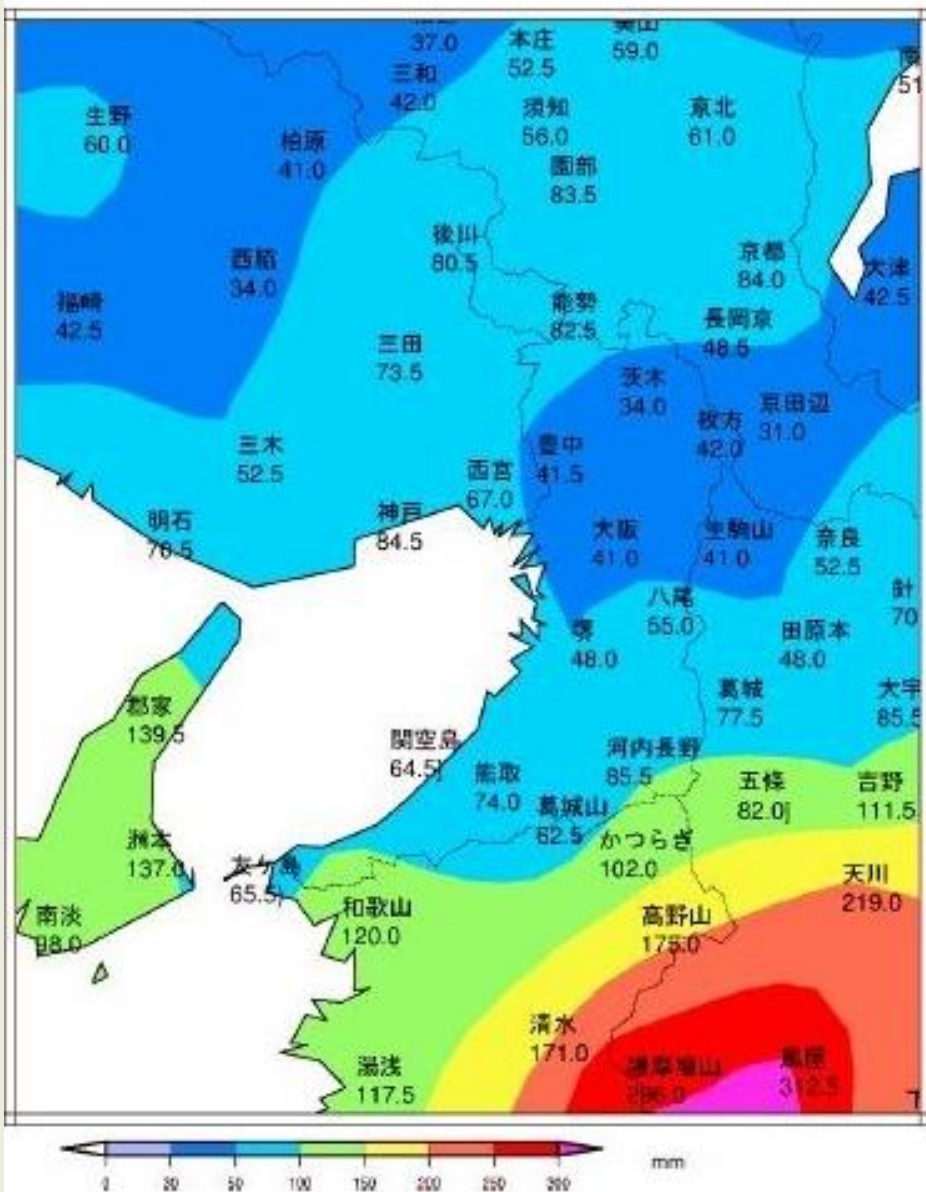 37.0
本庄
52.5
美山
59.0
三和
42.0
生野
60.0
柏原
41.0
須知
56.0
京北
61.0
園部
83.5
後川
80.5
京都
84.0
大津
42.5
西脇
34.0
福崎
42.5
能勢
82.5
長岡京
48.5
三田
73.5
茨木
34.0
京田辺
31.0
枚方
42.0
三木
52.5
豊中
41.5
西宮
67.0
明石
76.5
神戸
84.5
大阪
41.0
生駒山
41.0
奈良
52.5
針
70
八尾
55.0
堺
48.0
田原本
48.0
葛城
77.5
大宇
85.5
郡家
139.5
関空島
64.5]
熊取
74.0
河内長野
85.5
葛城山
62.5
五條
82.0]
吉野
111.5
洲本
137.0
友ケ島
65.5]
かつらぎ
102.0
天川
219.0
南淡
98.0
和歌山
120.0
高野山
175.0
清水
171.0
湯浅
117.5
護摩壇山
296.0
風屋
312.5
0 30 50 100 150 200 250 300
mm